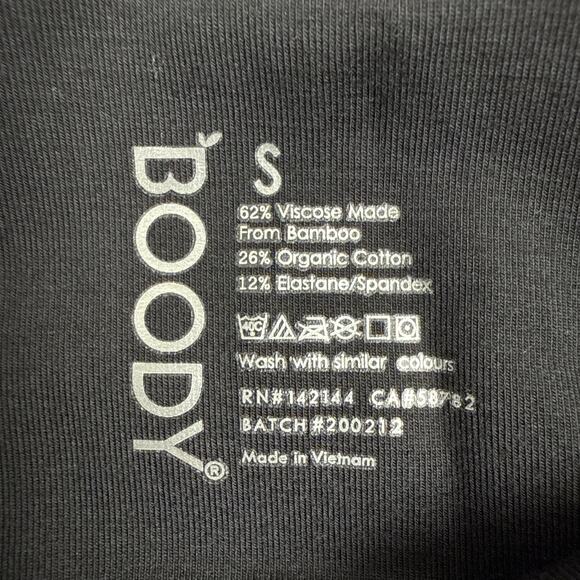 BOODY®
S
62% Viscose Made
From Bamboo
26% Organic Cotton
12% Elastane/Spandex
40C
Wash with similar colours
RN#142144 CA#58782
BATCH#200212
Made in Vietnam